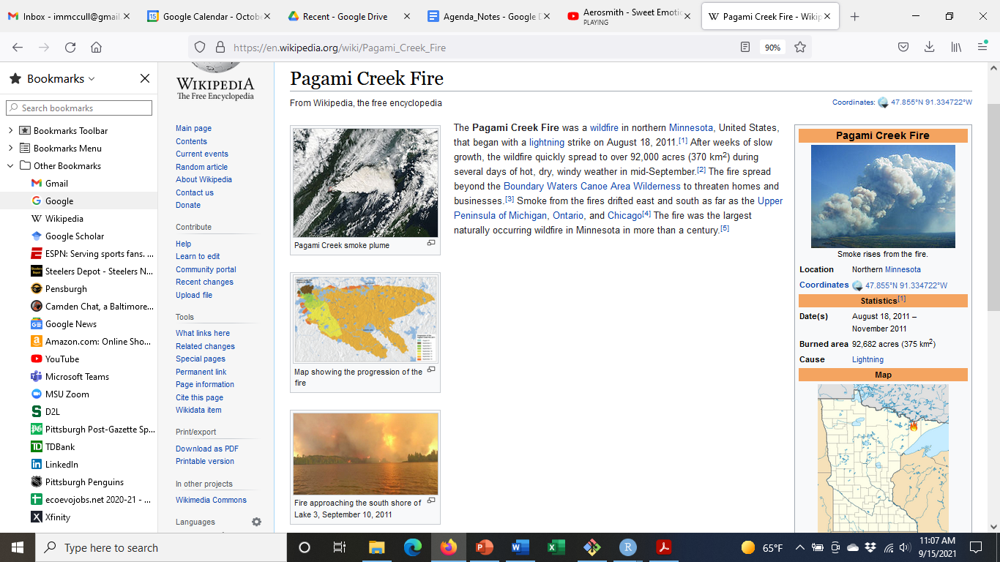 Inbox - immccull@gmail.
Google Calendar - Octobe
Recent - Google Drive
Agenda_Notes - Google D
Aerosmith - Sweet Emotic
PLAYING
Pagami Creek Fire - Wikip
https://en.wikipedia.org/wiki/Pagami_Creek_Fire
90%
Bookmarks
Search bookmarks
Bookmarks Toolbar
Bookmarks Menu
Other Bookmarks
Gmail
Google
Wikipedia
Google Scholar
ESPN: Serving sports fans. ...
Steelers Depot - Steelers N...
Pensburgh
Camden Chat, a Baltimore...
Google News
Amazon.com: Online Sho...
YouTube
Microsoft Teams
MSU Zoom
D2L
Pittsburgh Post-Gazette Sp...
TDBank
LinkedIn
Pittsburgh Penguins
ecoevojobs.net 2020-21 - ...
Xfinity
WIKIPEDIA
The Free Encyclopedia
Main page
Contents
Current events
Random article
About Wikipedia
Contact us
Donate
Contribute
Help
Learn to edit
Community portal
Recent changes
Upload file
Tools
What links here
Related changes
Special pages
Permanent link
Page information
Cite this page
Wikidata item
Print/export
Download as PDF
Printable version
In other projects
Wikimedia Commons
Languages
Pagami Creek Fire
From Wikipedia, the free encyclopedia
Coordinates: 47.855°N 91.334722°W
Pagami Creek smoke plume
Map showing the progression of the
fire
Fire approaching the south shore of
Lake 3, September 10, 2011
The Pagami Creek Fire was a wildfire in northern Minnesota, United States,
that began with a lightning strike on August 18, 2011.[1] After weeks of slow
growth, the wildfire quickly spread to over 92,000 acres (370 km2) during
several days of hot, dry, windy weather in mid-September.[2] The fire spread
beyond the Boundary Waters Canoe Area Wilderness to threaten homes and
businesses.[3] Smoke from the fires drifted east and south as far as the Upper
Peninsula of Michigan, Ontario, and Chicago[4] The fire was the largest
naturally occurring wildfire in Minnesota in more than a century.[5]
Pagami Creek Fire
Smoke rises from the fire.
Location Northern Minnesota
Coordinates 47.855°N 91.334722°W
Statistics[1]
Date(s) August 18, 2011 –
November 2011
Burned area 92,682 acres (375 km2)
Cause Lightning
Map
Type here to search
65°F
11:07 AM
9/15/2021